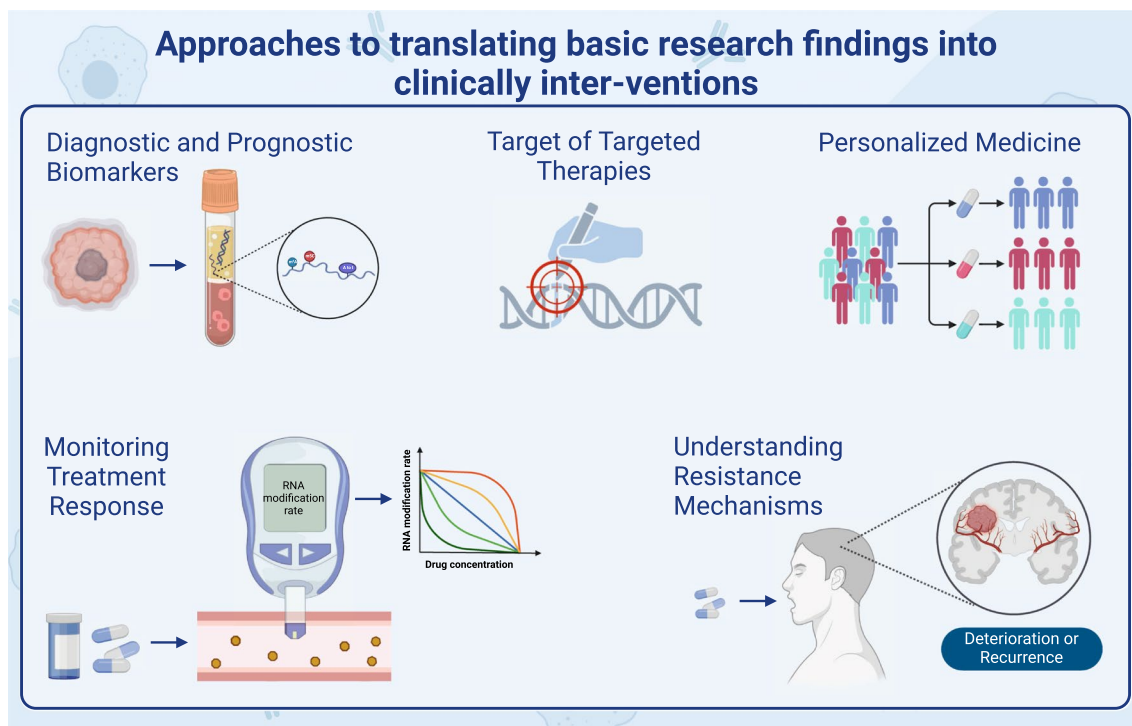 Approaches to translating basic research findings into
clinically inter-ventions
Diagnostic and Prognostic
Biomarkers
Target of Targeted
Therapies
Personalized Medicine
Monitoring
Treatment
Response
RNA
modification
rate
RNA modification rate
Drug concentration
Understanding
Resistance
Mechanisms
Deterioration or
Recurrence